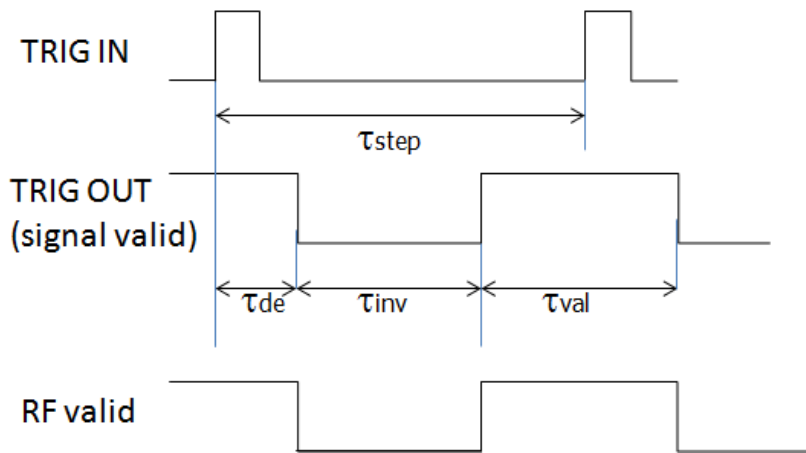 TRIG IN
τstep
TRIG OUT
(signal valid)
τde
τinv
τval
RF valid